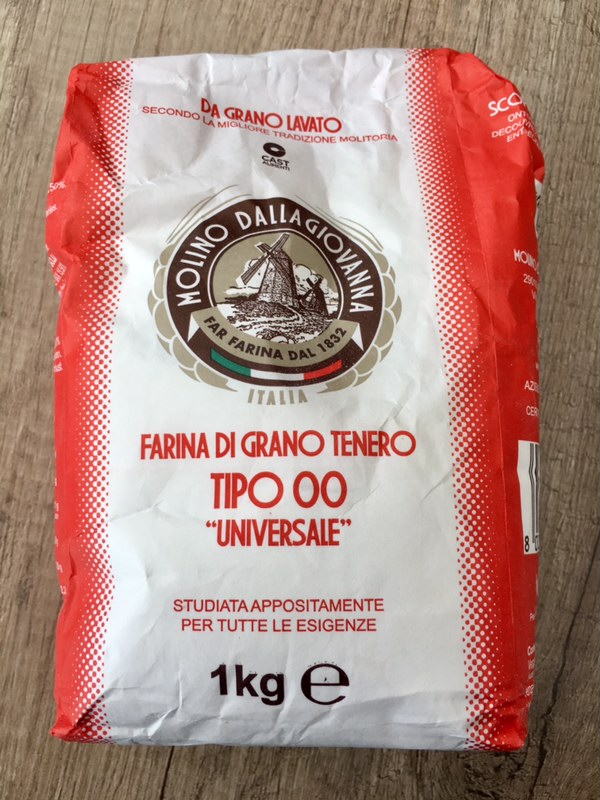 DA GRANO LAVATO
SECONDO LA MIGLIORE TRADIZIONE MOLITORIA
CAST
ALIMENTI
MOLINO DALLAGIOVANNA
FAR FARINA DAL 1832
ITALIA
FARINA DI GRANO TENERO
TIPO 00
“UNIVERSALE”
STUDIATA APPOSITAMENTE
PER TUTTE LE ESIGENZE
1kg ℮